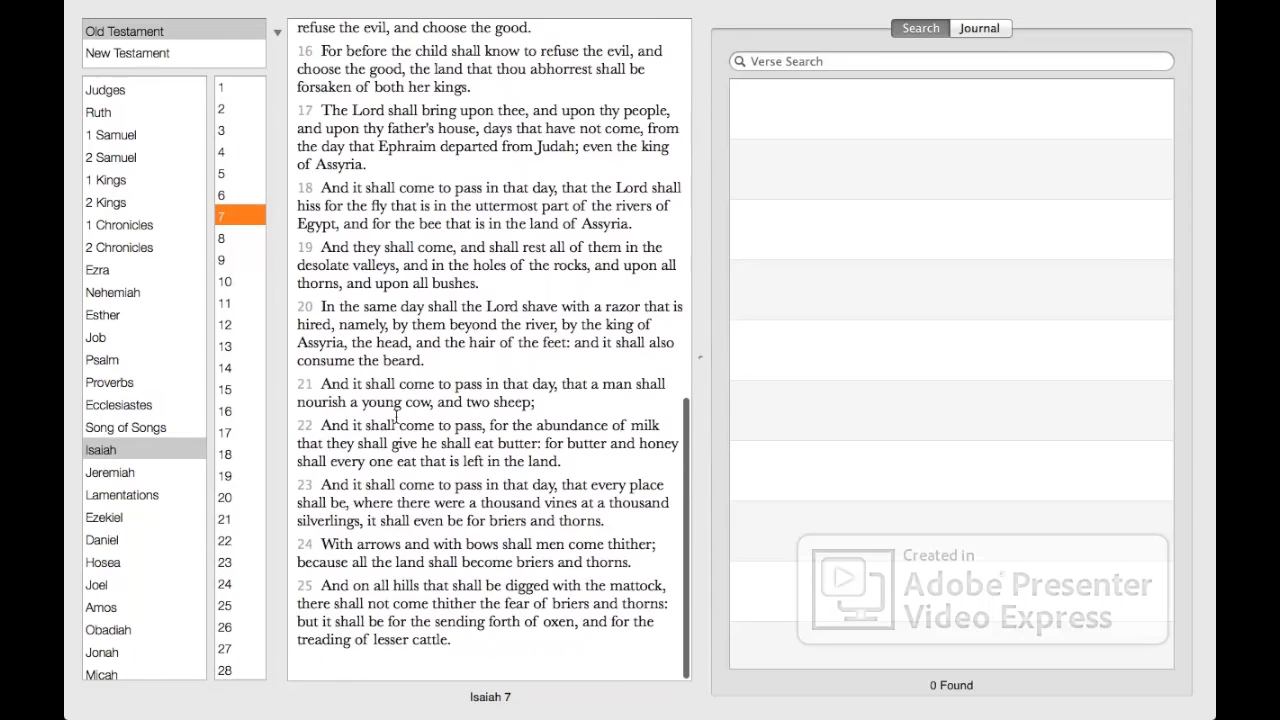 Old Testament
New Testament
Judges
Ruth
1 Samuel
2 Samuel
1 Kings
2 Kings
1 Chronicles
2 Chronicles
Ezra
Nehemiah
Esther
Job
Psalm
Proverbs
Ecclesiastes
Song of Songs
Isaiah
Jeremiah
Lamentations
Ezekiel
Daniel
Hosea
Joel
Amos
Obadiah
Jonah
Micah
1
2
3
4
5
6
7
8
9
10
11
12
13
14
15
16
17
18
19
20
21
22
23
24
25
26
27
28
refuse the evil, and choose the good.
16 For before the child shall know to refuse the evil, and
choose the good, the land that thou abhorrest shall be
forsaken of both her kings.
17 The Lord shall bring upon thee, and upon thy people,
and upon thy father's house, days that have not come, from
the day that Ephraim departed from Judah; even the king
of Assyria.
18 And it shall come to pass in that day, that the Lord shall
hiss for the fly that is in the uttermost part of the rivers of
Egypt, and for the bee that is in the land of Assyria.
19 And they shall come, and shall rest all of them in the
desolate valleys, and in the holes of the rocks, and upon all
thorns, and upon all bushes.
20 In the same day shall the Lord shave with a razor that is
hired, namely, by them beyond the river, by the king of
Assyria, the head, and the hair of the feet: and it shall also
consume the beard.
21 And it shall come to pass in that day, that a man shall
nourish a young cow, and two sheep;
22 And it shall come to pass, for the abundance of milk
that they shall give he shall eat butter: for butter and honey
shall every one eat that is left in the land.
23 And it shall come to pass in that day, that every place
shall be, where there were a thousand vines at a thousand
silverlings, it shall even be for briers and thorns.
24 With arrows and with bows shall men come thither;
because all the land shall become briers and thorns.
25 And on all hills that shall be digged with the mattock,
there shall not come thither the fear of briers and thorns:
but it shall be for the sending forth of oxen, and for the
treading of lesser cattle.
Isaiah 7
Search Journal
Verse Search
Created in
Adobe® Presenter
Video Express
0 Found